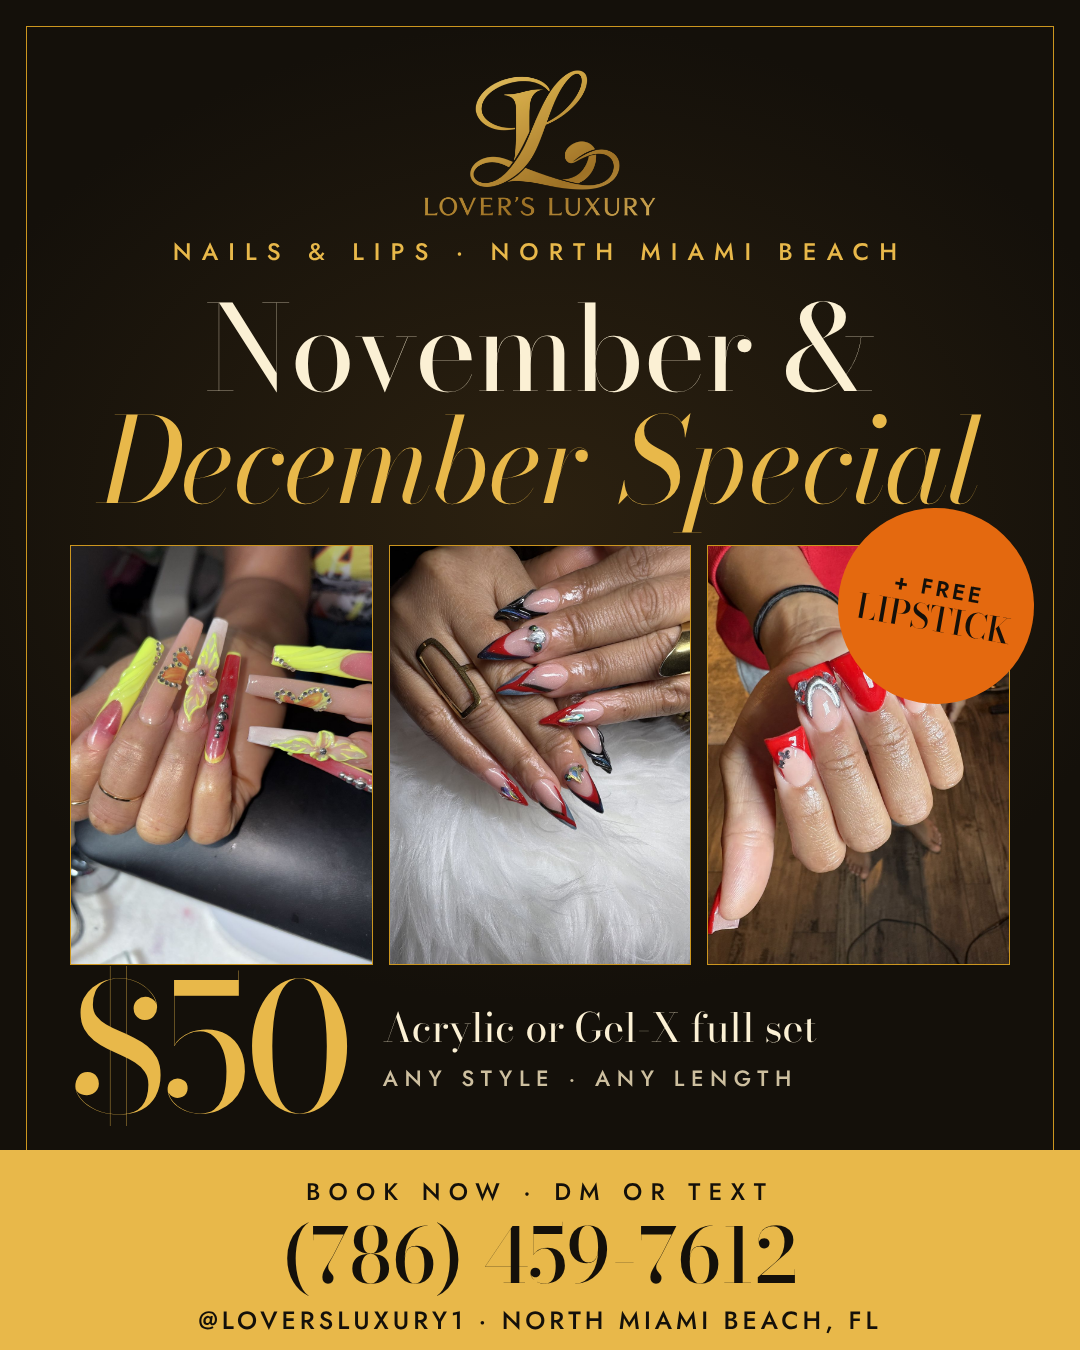 L
LOVER'S LUXURY
NAILS & LIPS · NORTH MIAMI BEACH
November &
December Special
+ FREE
LIPSTICK
$50
Acrylic or Gel-X full set
ANY STYLE · ANY LENGTH
BOOK NOW · DM OR TEXT
(786) 459-7612
@LOVERSLUXURY1 · NORTH MIAMI BEACH, FL